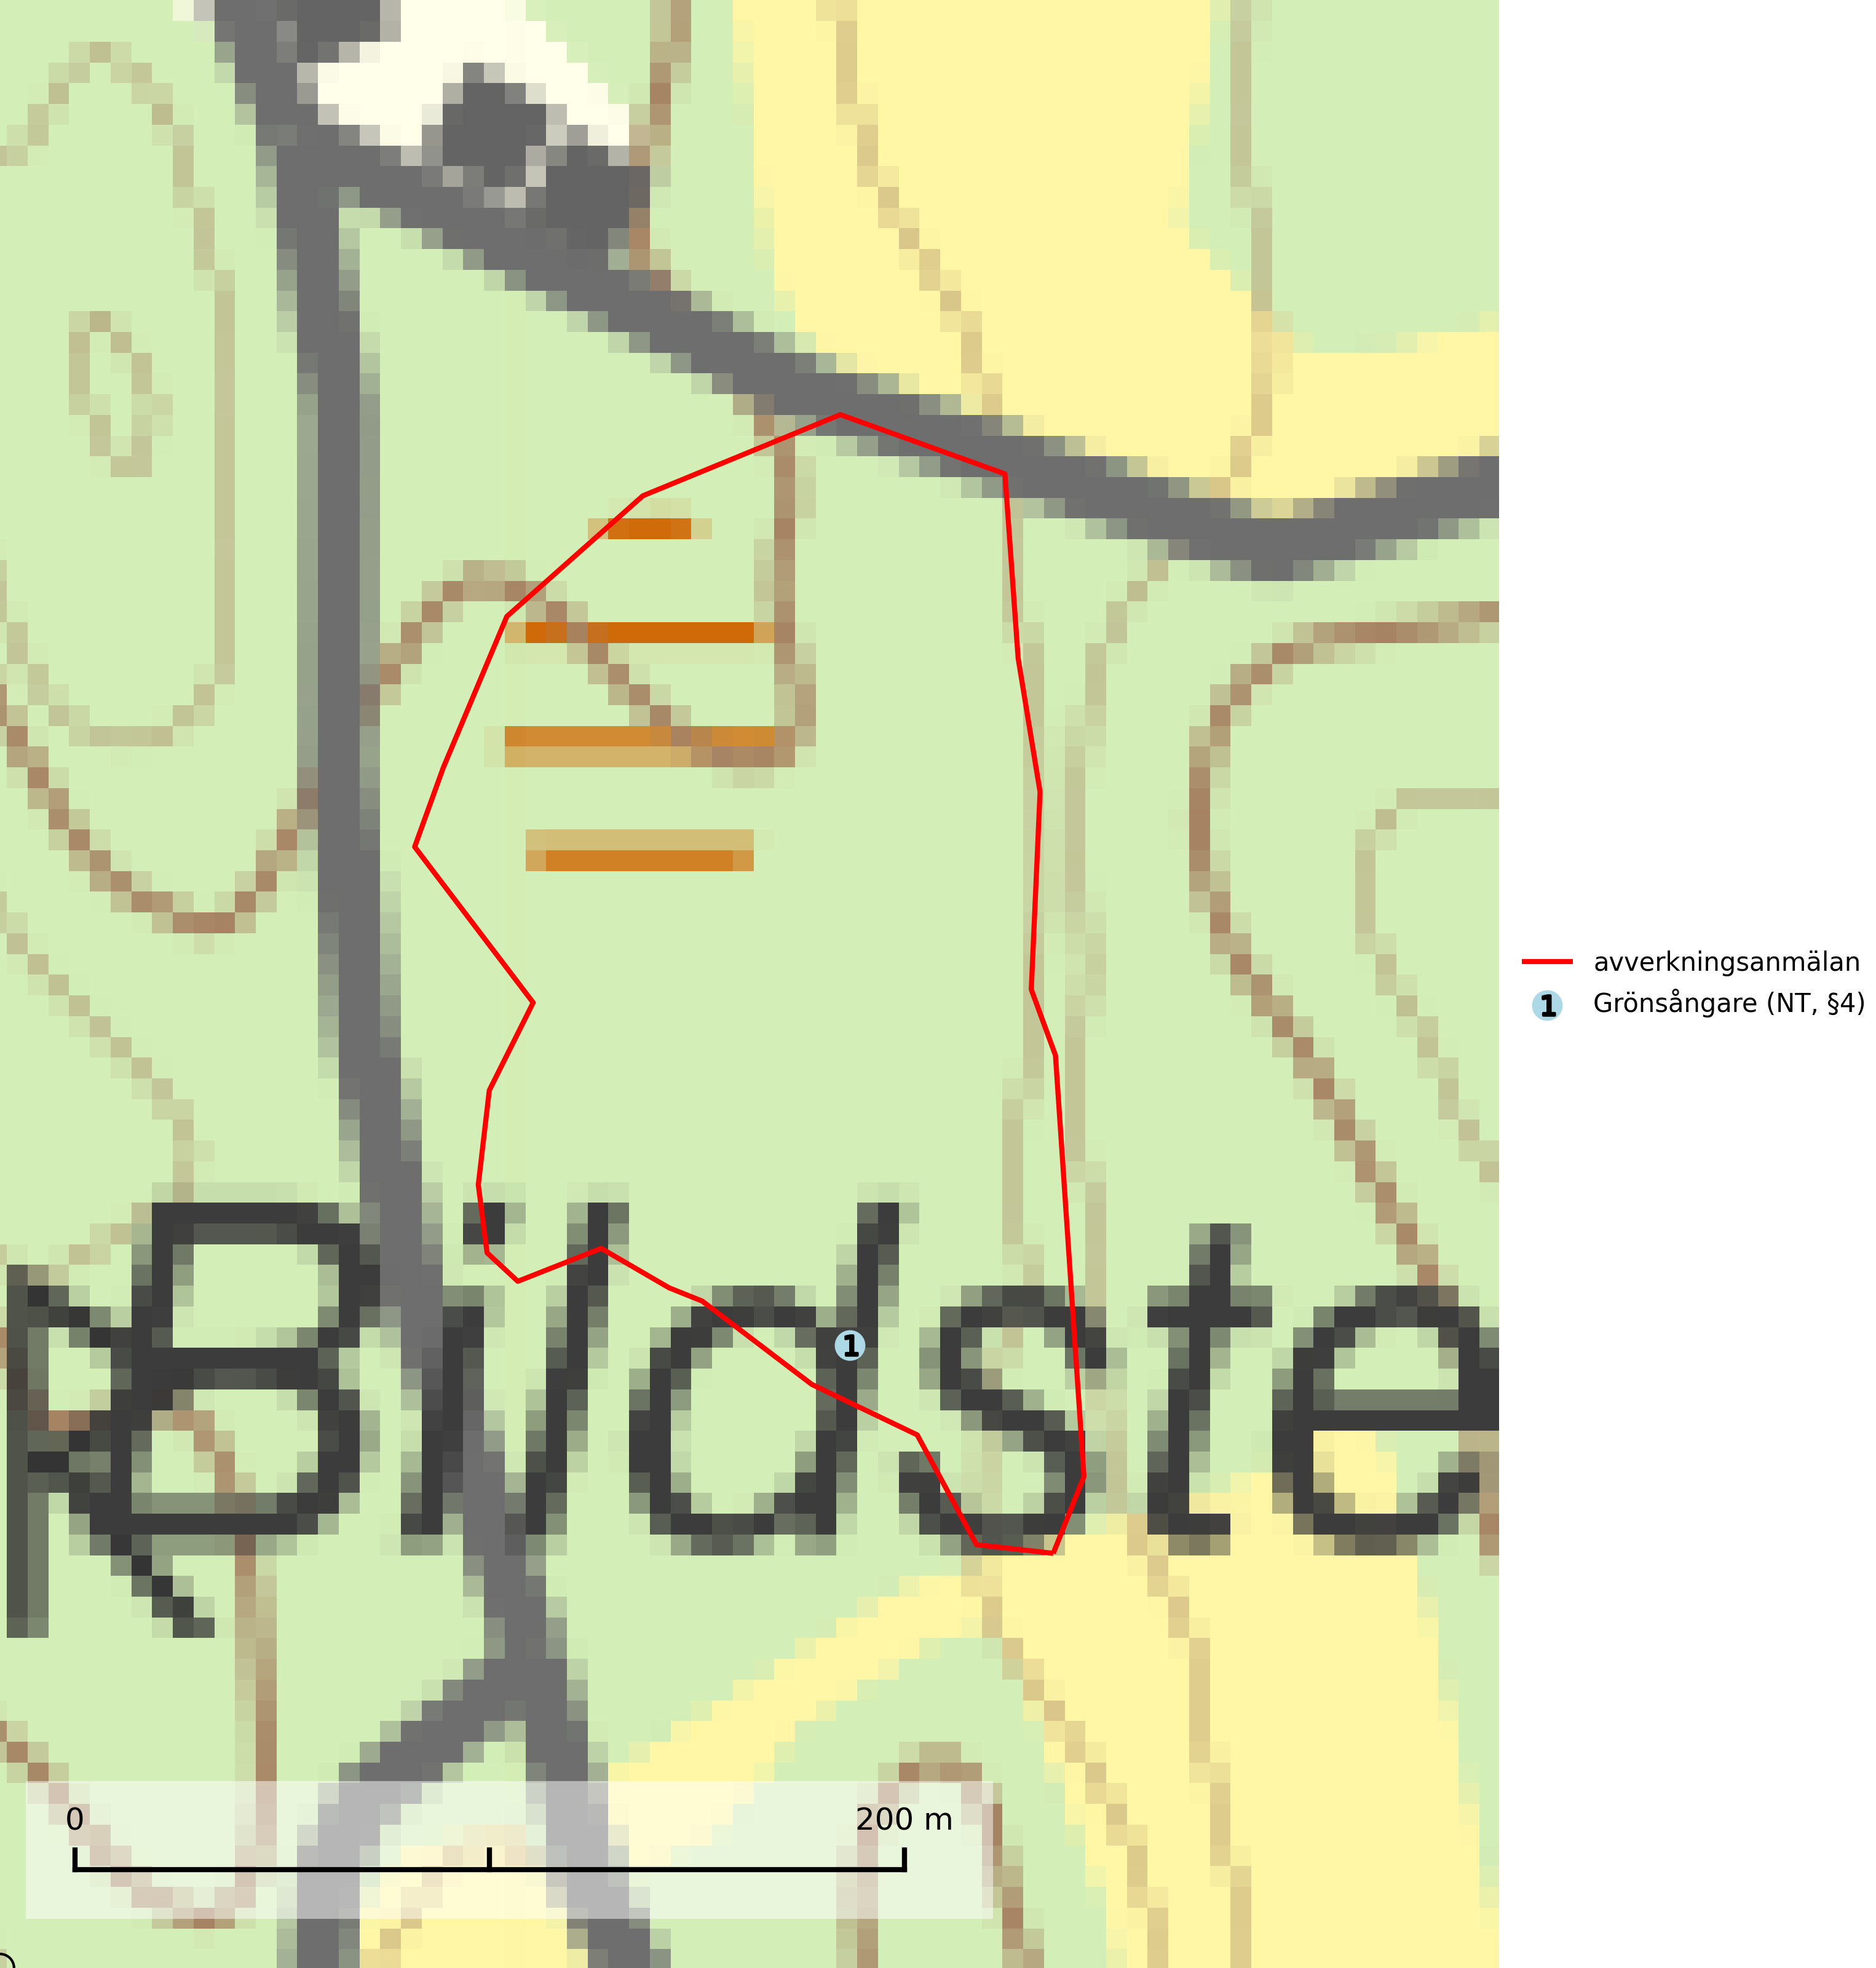 avverkningsanmälan
1 Grönsångare (NT, §4)
1
0 200 m